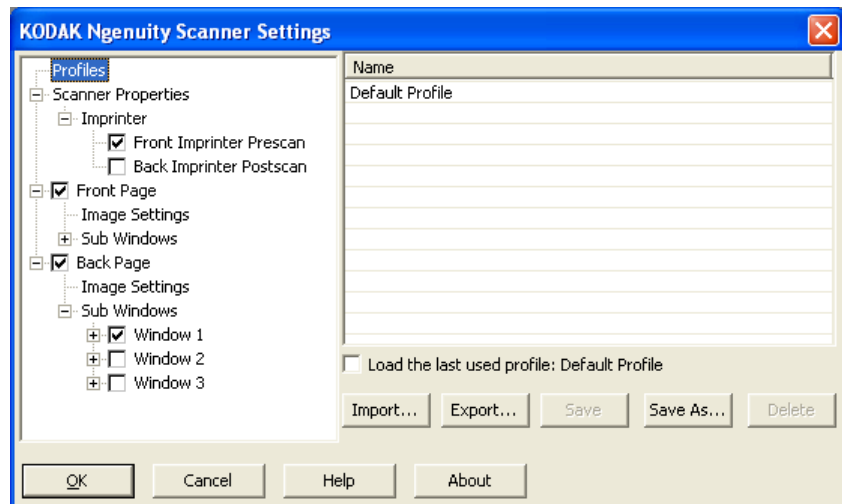 KODAK Ngenuity Scanner Settings
Profiles
Scanner Properties
Imprinter
Front Imprinter Prescan
Back Imprinter Postscan
Front Page
Image Settings
Sub Windows
Back Page
Image Settings
Sub Windows
Window 1
Window 2
Window 3
Name
Default Profile
Load the last used profile: Default Profile
Import...
Export...
Save
Save As...
Delete
OK
Cancel
Help
About